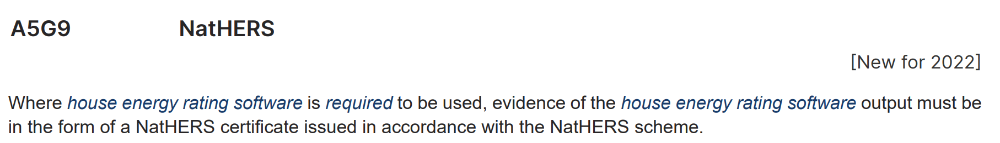 A5G9 NatHERS
[New for 2022]
Where house energy rating software is required to be used, evidence of the house energy rating software output must be
in the form of a NatHERS certificate issued in accordance with the NatHERS scheme.